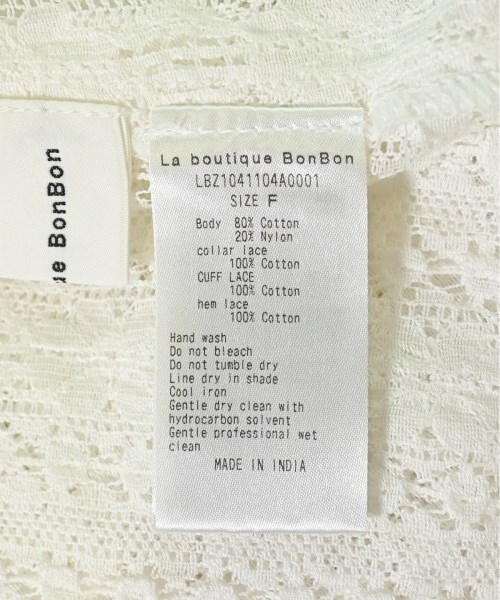 ue BonBon
La boutique BonBon
LBZ1041104A0001
SIZE F
Body 80% Cotton
20% Nylon
collar lace
100% Cotton
CUFF LACE
100% Cotton
hem lace
100% Cotton
Hand wash
Do not bleach
Do not tumble dry
Line dry in shade
Cool iron
Gentle dry clean with
hydrocarbon solvent
Gentle professional wet
clean
MADE IN INDIA